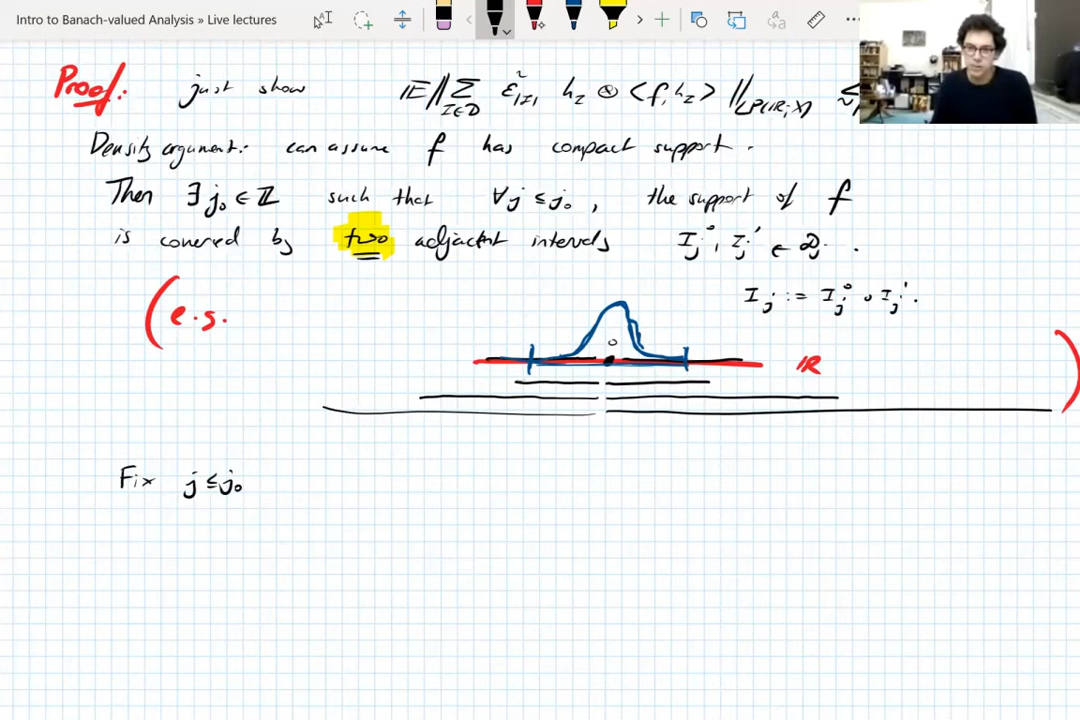 Intro to Banach-valued Analysis » Live lectures
Proof: just show 𝔼‖∑_{I∈D} ε̃_{|I|} h_I ⊗ <f, h_I>‖_{L^p(ℝ;X)} ≲
Density argument: can assume f has compact support.
Then ∃ j₀ ∈ ℤ such that ∀j ≤ j₀, the support of f
is covered by two adjacent intervals I_j⁰, I_j¹ ∈ D_j.
I_j := I_j⁰ ∪ I_j¹.
(e.g.
0
ℝ )
Fix j ≤ j₀